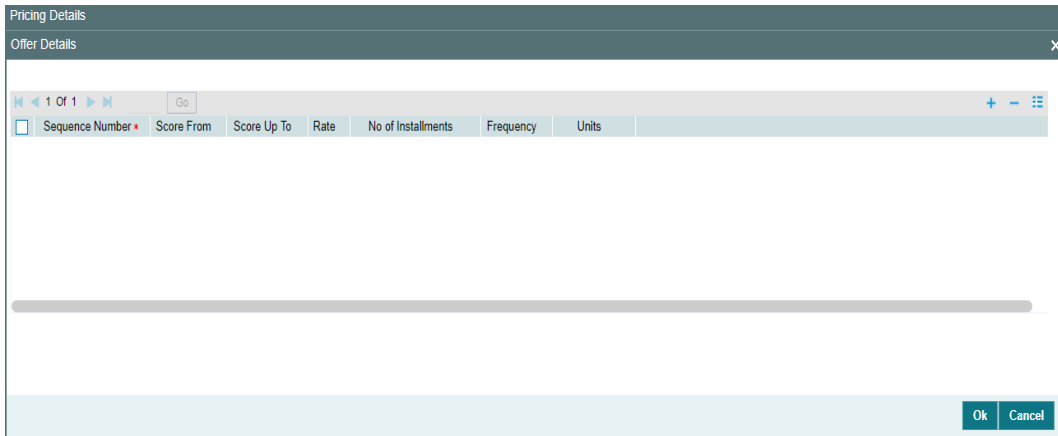 Pricing Details
Offer Details
1 Of 1 Go
Sequence Number * Score From Score Up To Rate No of Installments Frequency Units
Ok Cancel